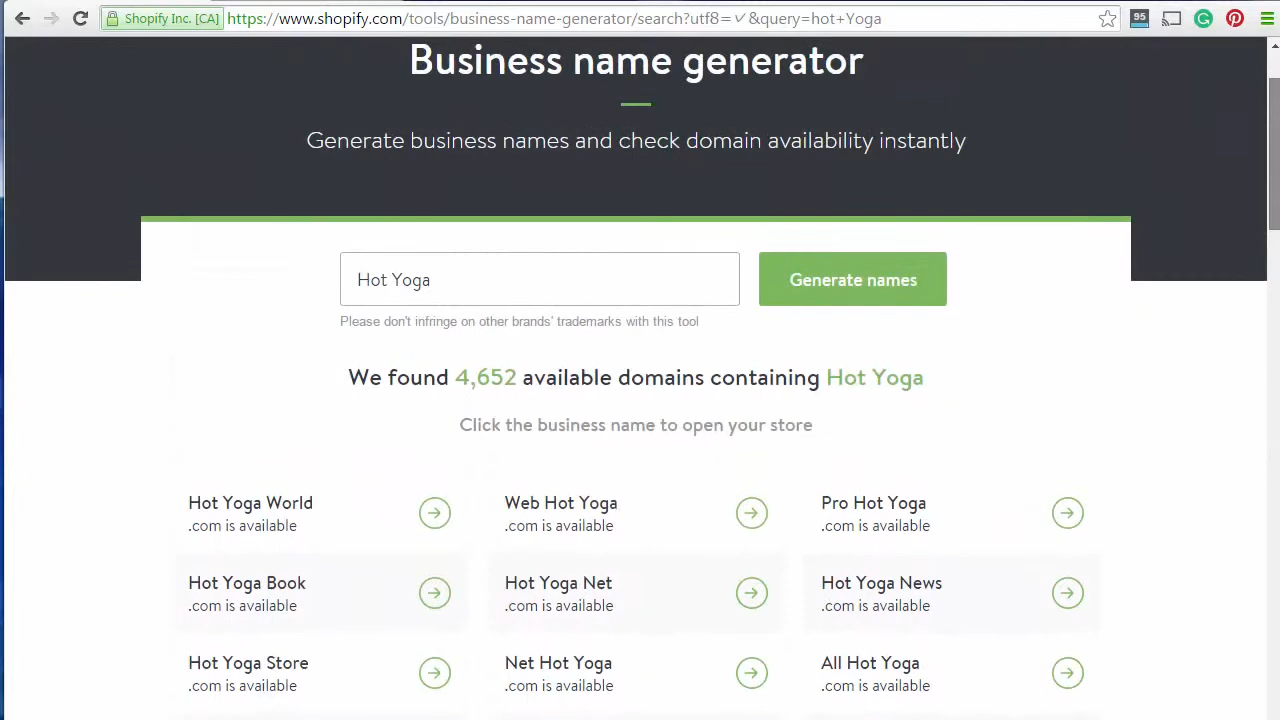 Shopify Inc. [CA] https://www.shopify.com/tools/business-name-generator/search?utf8=✓&query=hot+Yoga 95
Business name generator
Generate business names and check domain availability instantly
Hot Yoga Generate names
Please don't infringe on other brands' trademarks with this tool
We found 4,652 available domains containing Hot Yoga
Click the business name to open your store
Hot Yoga World Web Hot Yoga Pro Hot Yoga
.com is available .com is available .com is available
Hot Yoga Book Hot Yoga Net Hot Yoga News
.com is available .com is available .com is available
Hot Yoga Store Net Hot Yoga All Hot Yoga
.com is available .com is available .com is available